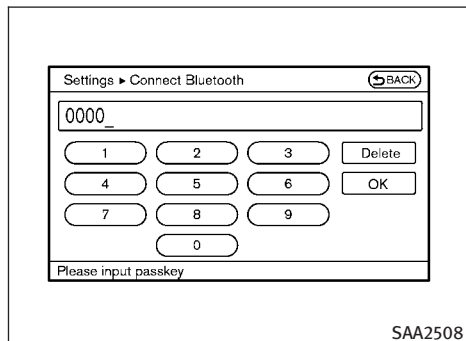 Settings ▸ Connect Bluetooth BACK
0000_
1 2 3 Delete
4 5 6 OK
7 8 9
0
Please input passkey
SAA2508